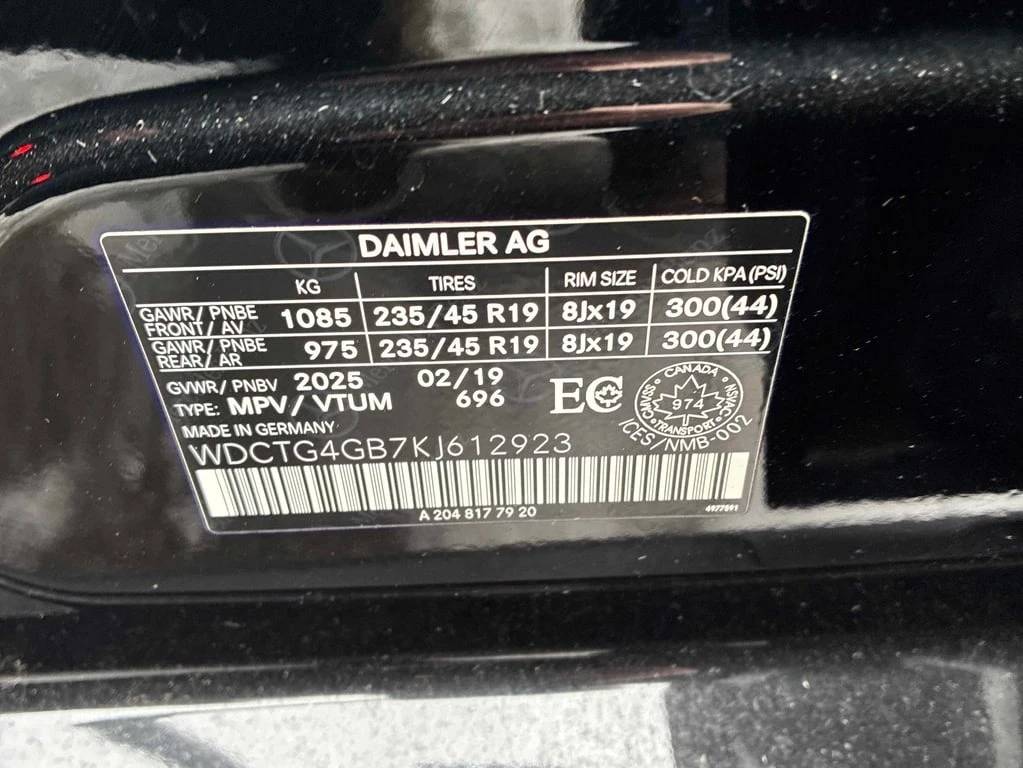 DAIMLER AG
KG TIRES RIM SIZE COLD KPA (PSI)
GAWR/ PNBE FRONT/ AV 1085 235/45 R19 8Jx19 300(44)
GAWR/ PNBE REAR/ AR 975 235/45 R19 8Jx19 300(44)
GVWR/ PNBV 2025 02/19
TYPE: MPV/VTUM 696
EC
CANADA
974
TRANSPORT
ICES/NMB-002
MADE IN GERMANY
WDCTG4GB7KJ612923
A 204 817 79 20
4977891